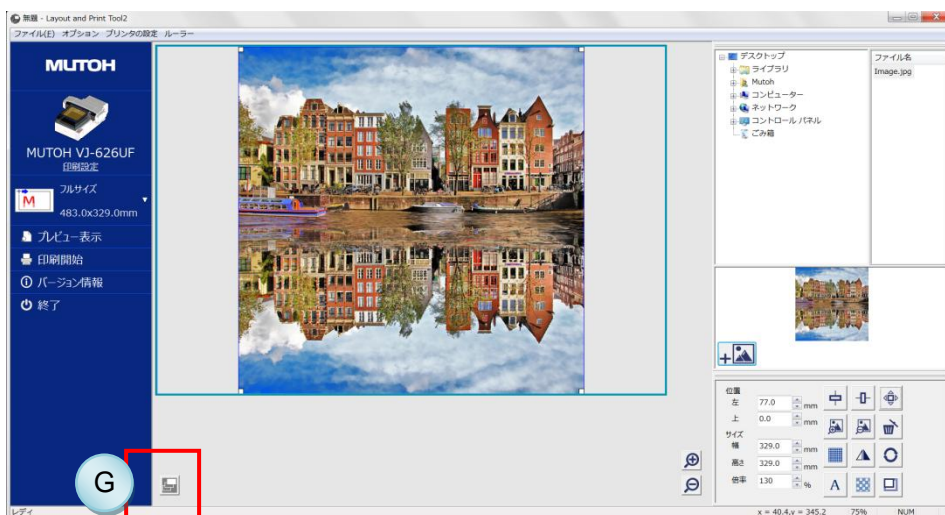 無題 - Layout and Print Tool2
ファイル(E) オプション プリンタの設定 ルーラー
MUTOH
MUTOH VJ-626UF
印刷設定
M
フルサイズ
483.0x329.0mm
プレビュー表示
印刷開始
バージョン情報
終了
G
デスクトップ
ライブラリ
Mutoh
コンピューター
ネットワーク
コントロール パネル
ごみ箱
ファイル名
Image.jpg
位置
左 77.0 mm
上 0.0 mm
サイズ
幅 329.0 mm
高さ 329.0 mm
倍率 130 %
A
レディ
x = 40.4,y = 345.2 75% NUM